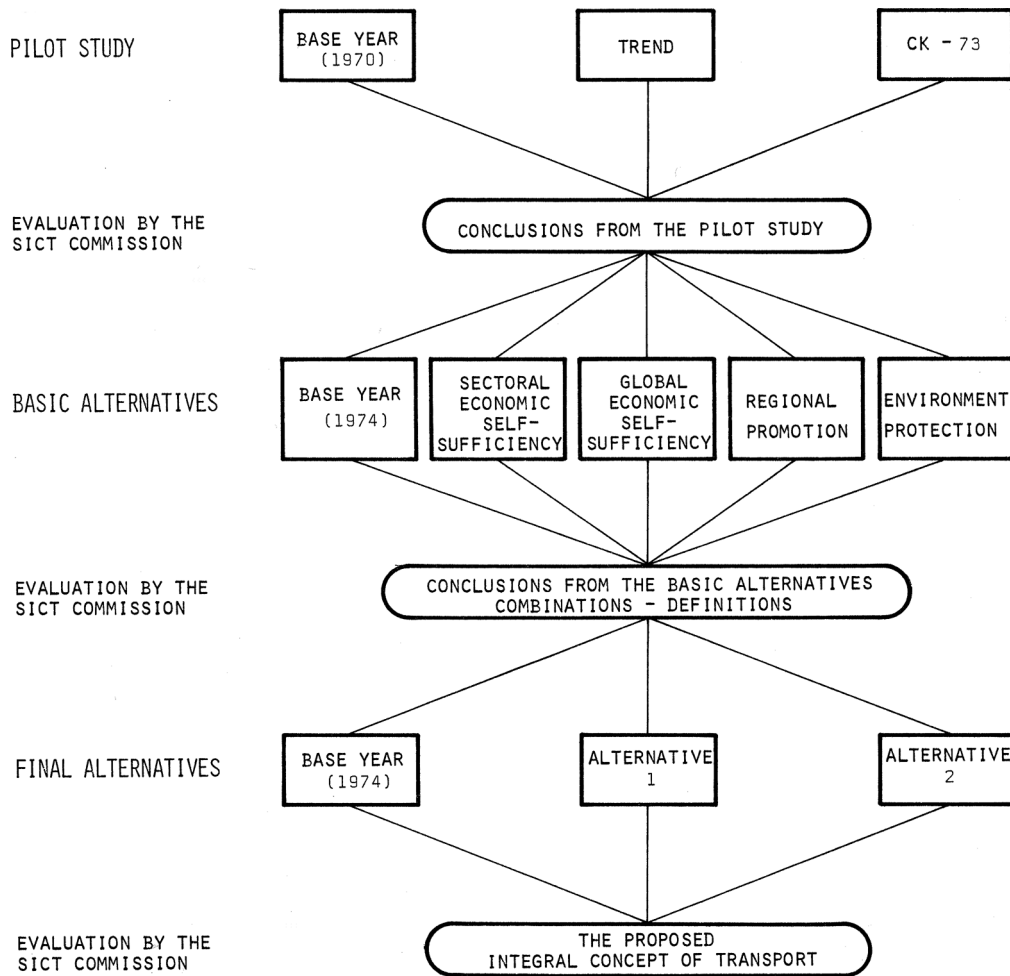 PILOT STUDY
BASE YEAR
(1970)
TREND
CK - 73
EVALUATION BY THE
SICT COMMISSION
CONCLUSIONS FROM THE PILOT STUDY
BASIC ALTERNATIVES
BASE YEAR
(1974)
SECTORAL
ECONOMIC
SELF-
SUFFICIENCY
GLOBAL
ECONOMIC
SELF-
SUFFICIENCY
REGIONAL
PROMOTION
ENVIRONMENT
PROTECTION
EVALUATION BY THE
SICT COMMISSION
CONCLUSIONS FROM THE BASIC ALTERNATIVES
COMBINATIONS - DEFINITIONS
FINAL ALTERNATIVES
BASE YEAR
(1974)
ALTERNATIVE
1
ALTERNATIVE
2
EVALUATION BY THE
SICT COMMISSION
THE PROPOSED
INTEGRAL CONCEPT OF TRANSPORT